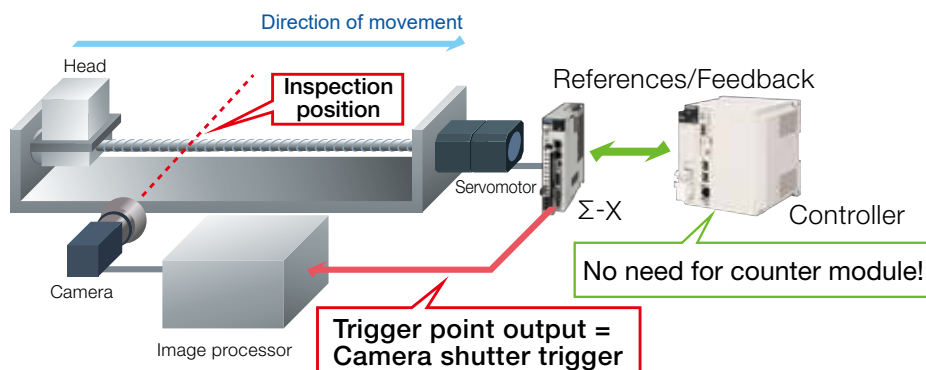 Direction of movement
Head
Inspection
position
References/Feedback
Servomotor
Σ-X
Controller
Camera
No need for counter module!
Image processor
Trigger point output =
Camera shutter trigger